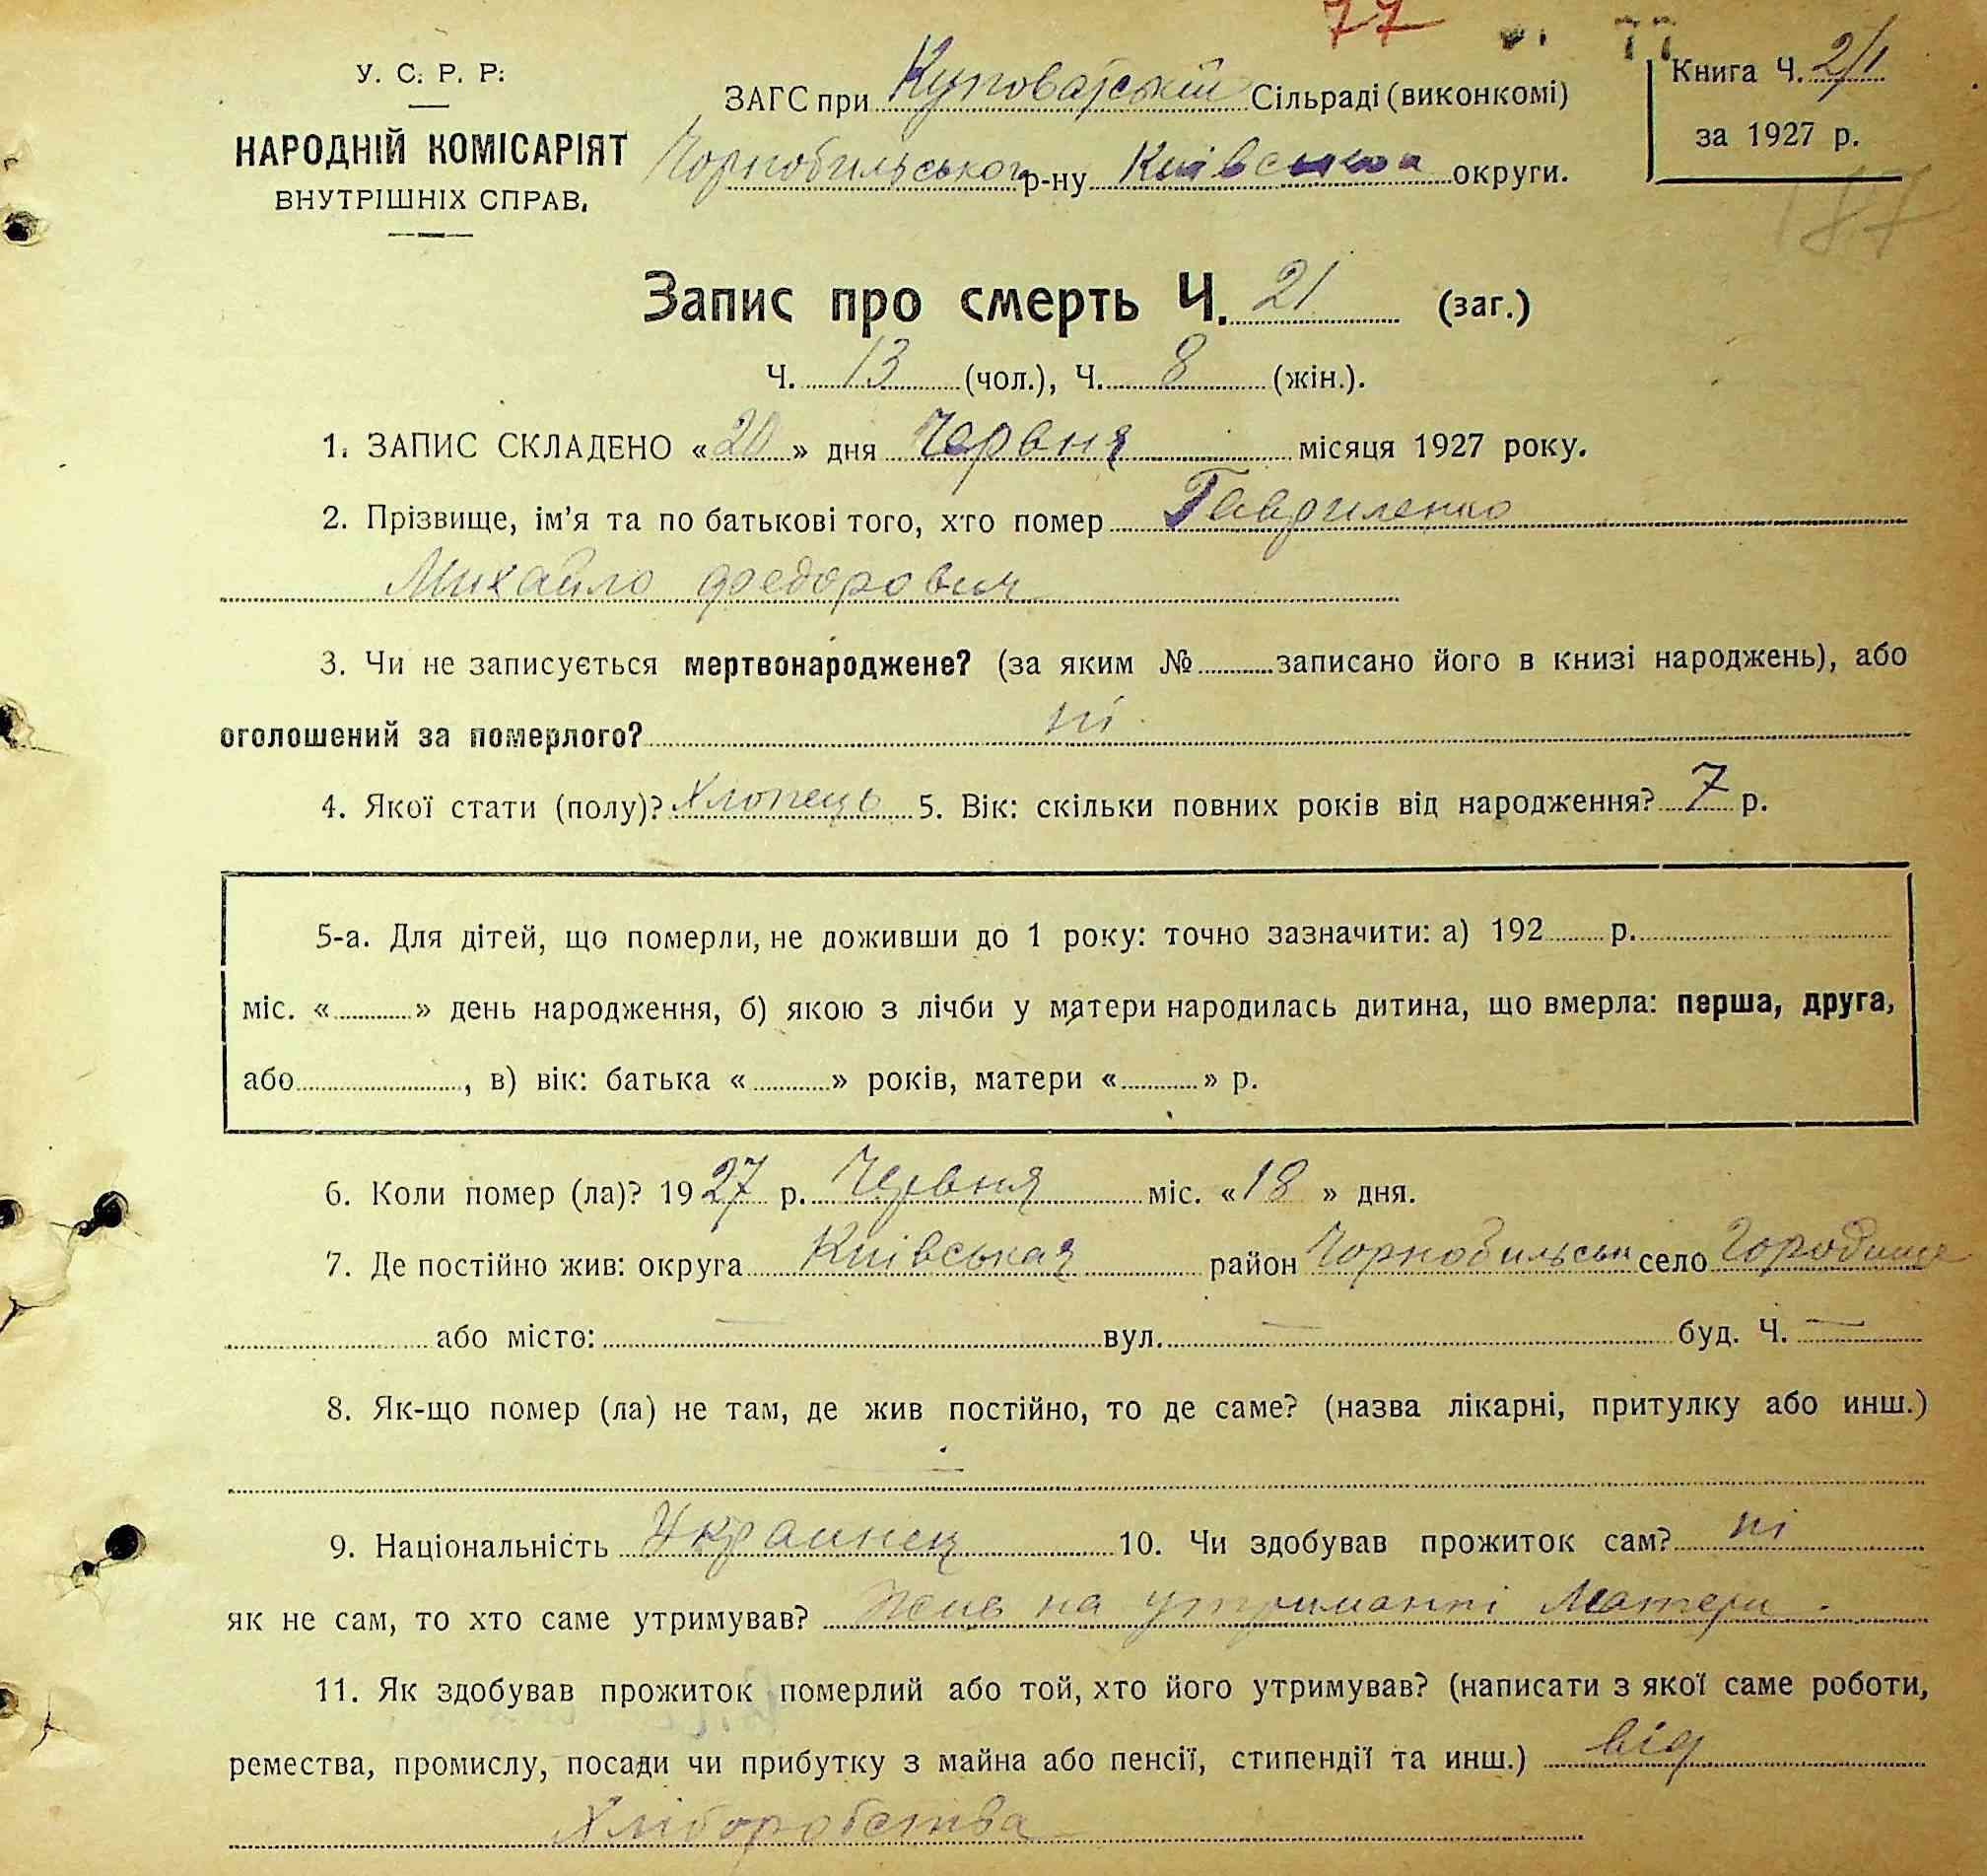 77
У. С. Р. Р.
НАРОДНІЙ КОМІСАРІЯТ
ВНУТРІШНІХ СПРАВ.
ЗАГС при Куповатській Сільраді (виконкомі)
Чорнобильського р-ну Київська округи.
Книга Ч. 2/1
за 1927 р.
187
Запис про смерть Ч. 21 (заг.)
Ч. 13 (чол.), Ч. 8 (жін.).
1. ЗАПИС СКЛАДЕНО «20» дня Червня місяця 1927 року.
2. Прізвище, ім'я та по батькові того, хто помер Гавриленко
Михайло Федорович
3. Чи не записується мертвонароджене? (за яким № записано його в книзі народжень), або
оголошений за померлого? ні
4. Якої стати (полу)? Хлопець 5. Вік: скільки повних років від народження? 7 р.
5-а. Для дітей, що померли, не доживши до 1 року: точно зазначити: а) 192 р.
міс. « » день народження, б) якою з лічби у матери народилась дитина, що вмерла: перша, друга,
або , в) вік: батька « » років, матери « » р.
6. Коли помер (ла)? 1927 р. Червня міс. «18» дня.
7. Де постійно жив: округа Київськая район Чорнобильськ село Городище
або місто: — вул. — буд. Ч. —
8. Як-що помер (ла) не там, де жив постійно, то де саме? (назва лікарні, притулку або инш.)
—
9. Національність Украинец 10. Чи здобував прожиток сам? ні
як не сам, то хто саме утримував? Жив на утриманні Матери.
11. Як здобував прожиток померлий або той, хто його утримував? (написати з якої саме роботи,
ремества, промислу, посади чи прибутку з майна або пенсії, стипендії та инш.) від
Хліборобства